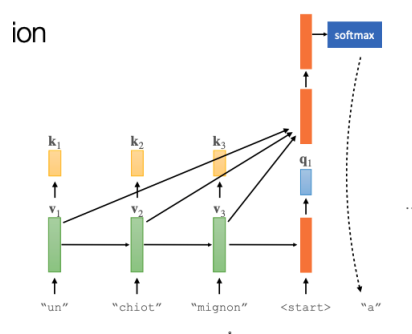 ion
softmax
k₁ k₂ k₃
q₁
v₁ v₂ v₃
"un" "chiot" "mignon" <start> "a"